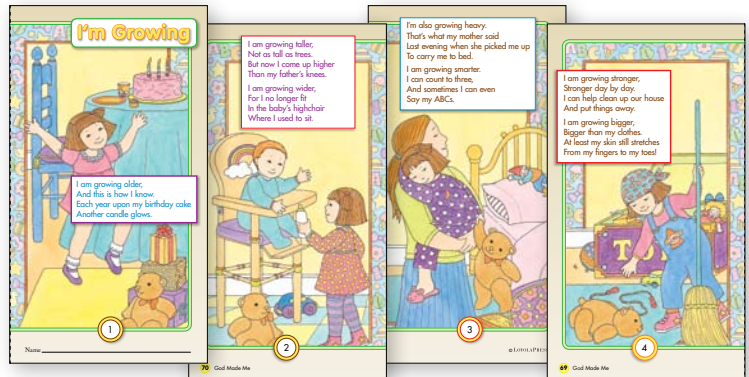 I'm Growing
I am growing older,
And this is how I know.
Each year upon my birthday cake
Another candle glows.
1
Name
I am growing taller,
Not as tall as trees.
But now I come up higher
Than my father's knees.
I am growing wider,
For I no longer fit
In the baby's highchair
Where I used to sit.
2
70 God Made Me
I'm also growing heavy.
That's what my mother said
Last evening when she picked me up
To carry me to bed.
I am growing smarter.
I can count to three,
And sometimes I can even
Say my ABCs.
3
I am growing stronger,
Stronger day by day.
I can help clean up our house
And put things away.
I am growing bigger,
Bigger than my clothes.
At least my skin still stretches
From my fingers to my toes!
4
69 God Made Me